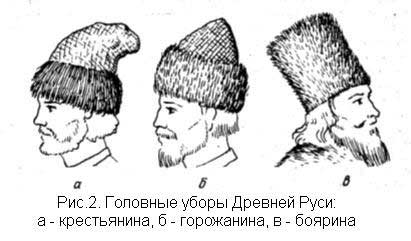 а б в
Рис.2. Головные уборы Древней Руси:
а - крестьянина, б - горожанина, в - боярина